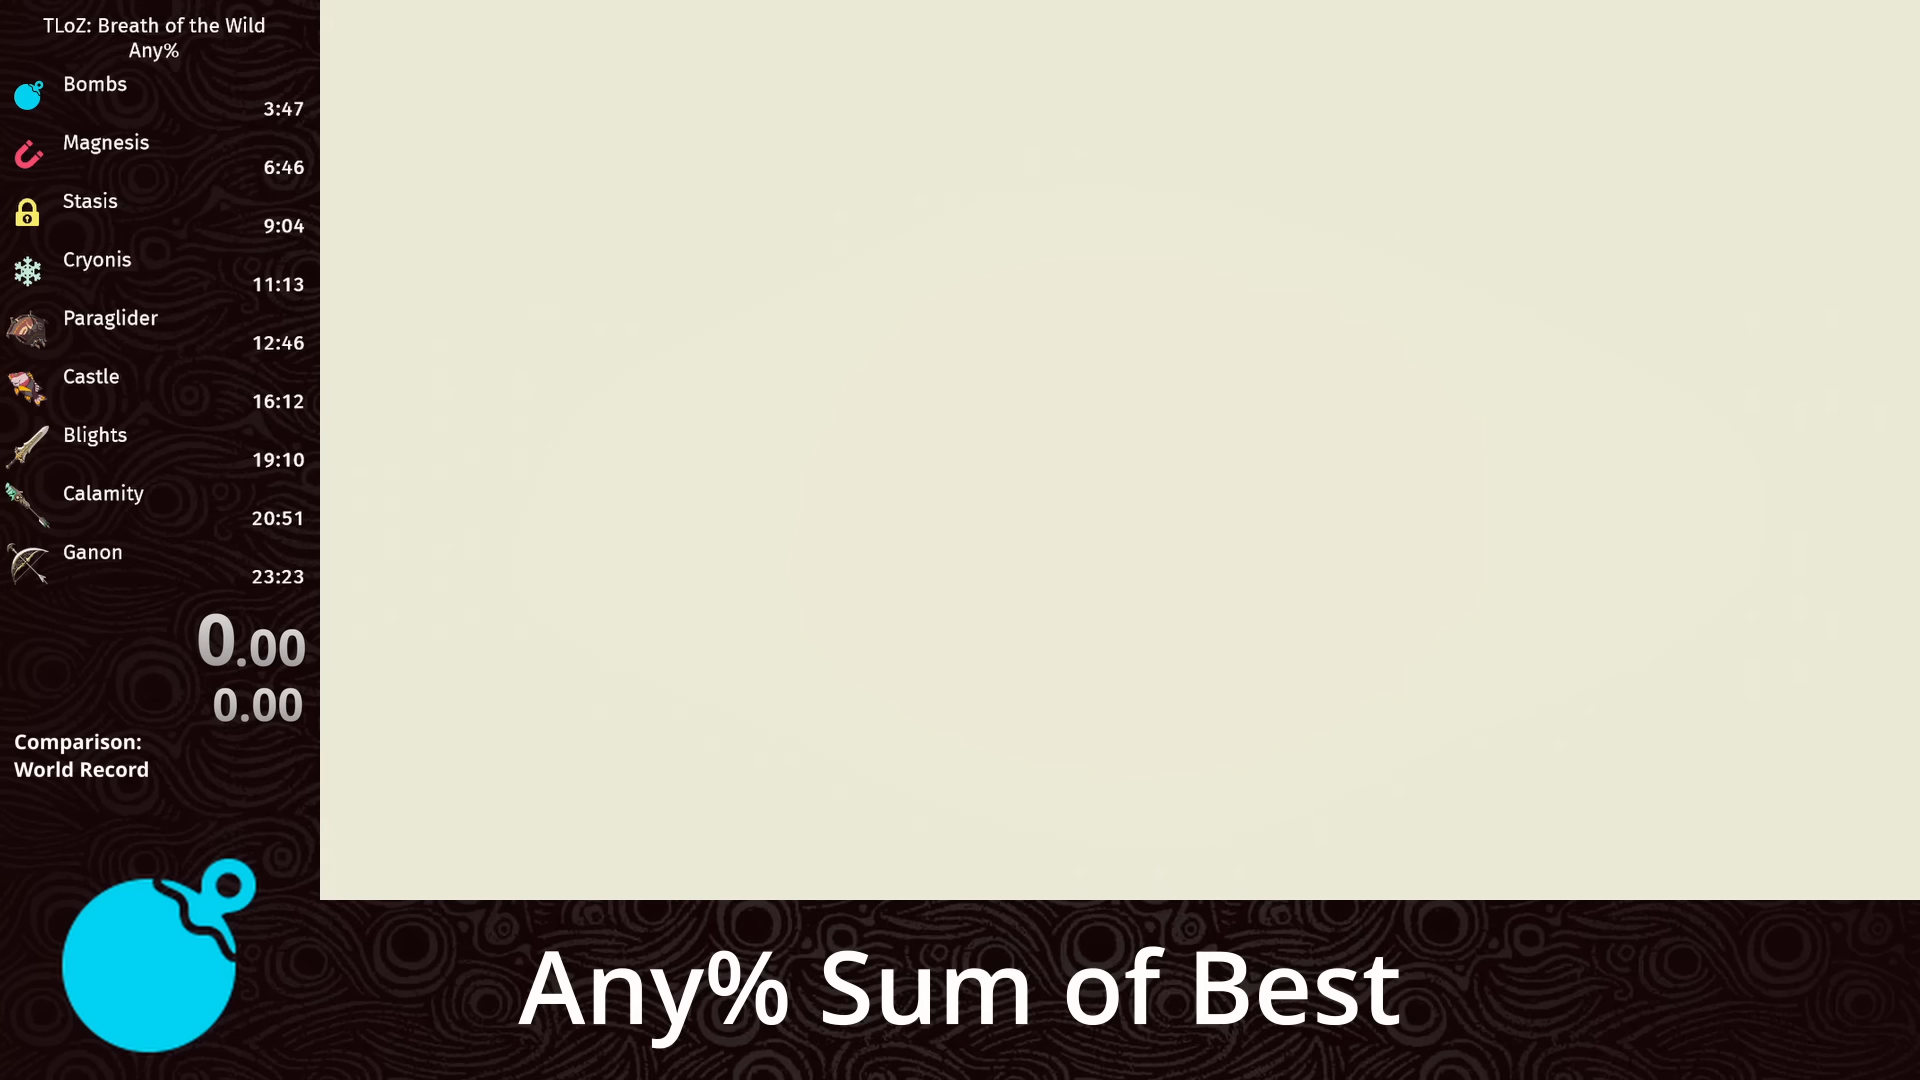 TLoZ: Breath of the Wild
Any%
Bombs
3:47
Magnesis
6:46
Stasis
9:04
Cryonis
11:13
Paraglider
12:46
Castle
16:12
Blights
19:10
Calamity
20:51
Ganon
23:23
0.00
0.00
Comparison:
World Record
Any% Sum of Best